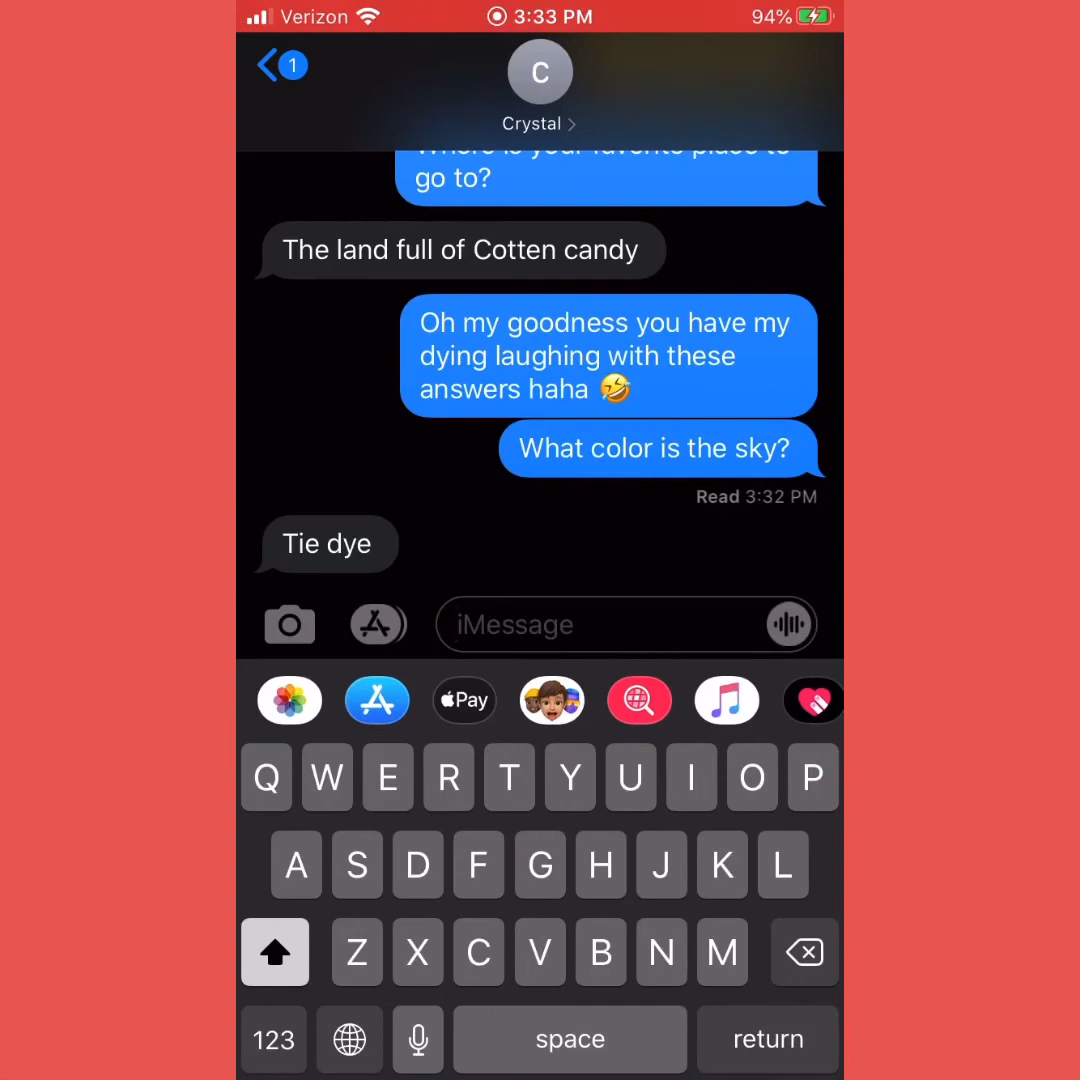 Verizon 3:33 PM 94%
1
C
Crystal
go to?
The land full of Cotten candy
Oh my goodness you have my
dying laughing with these
answers haha 🤣
What color is the sky?
Read 3:32 PM
Tie dye
iMessage
Pay
Q W E R T Y U I O P
A S D F G H J K L
Z X C V B N M
123 space return